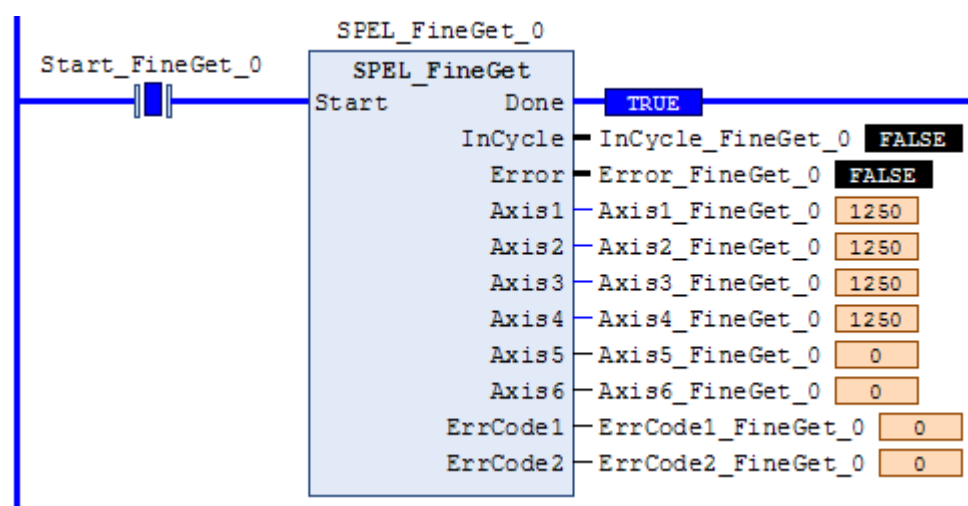 SPEL_FineGet_0
Start_FineGet_0
SPEL_FineGet
Start Done TRUE
InCycle InCycle_FineGet_0 FALSE
Error Error_FineGet_0 FALSE
Axis1 Axis1_FineGet_0 1250
Axis2 Axis2_FineGet_0 1250
Axis3 Axis3_FineGet_0 1250
Axis4 Axis4_FineGet_0 1250
Axis5 Axis5_FineGet_0 0
Axis6 Axis6_FineGet_0 0
ErrCode1 ErrCode1_FineGet_0 0
ErrCode2 ErrCode2_FineGet_0 0